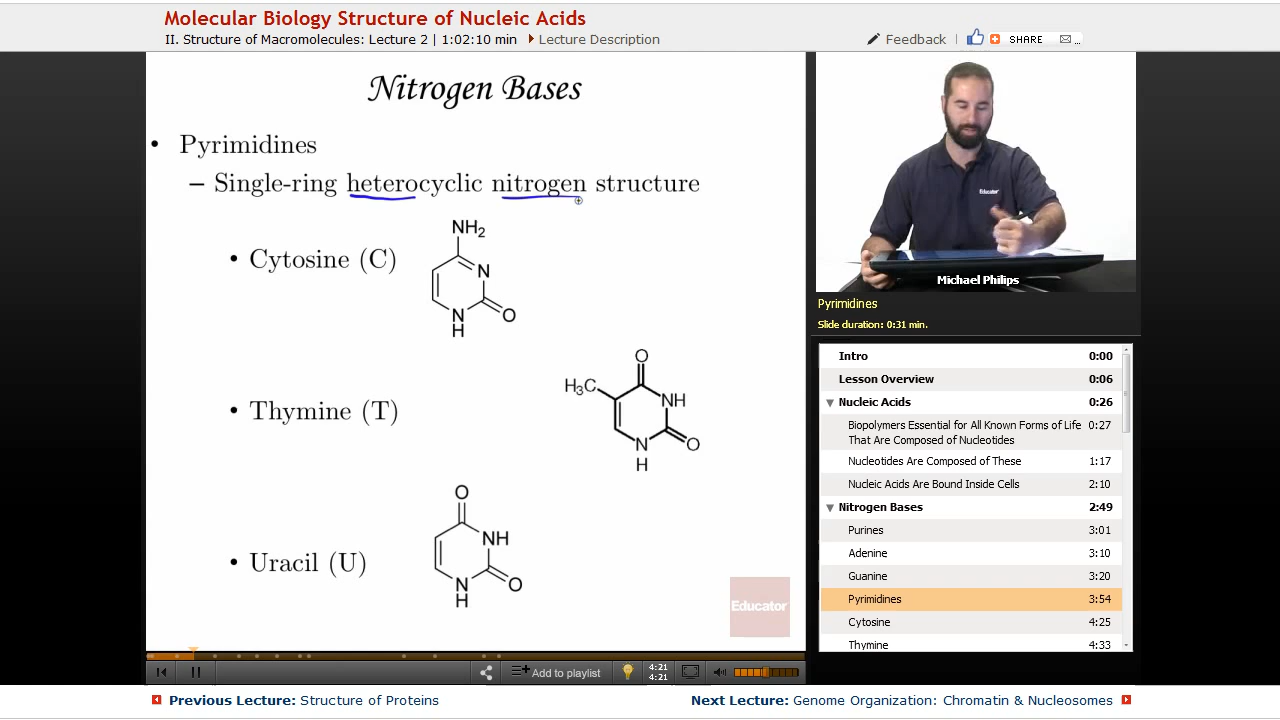 Molecular Biology Structure of Nucleic Acids
II. Structure of Macromolecules: Lecture 2 | 1:02:10 min Lecture Description
Feedback
SHARE
Nitrogen Bases
• Pyrimidines
– Single-ring heterocyclic nitrogen structure
• Cytosine (C)
NH2
N
O
N
H
• Thymine (T)
O
H3C
NH
O
N
H
• Uracil (U)
O
NH
O
N
H
Educator
Educator
Michael Philips
Pyrimidines
Slide duration: 0:31 min.
Intro 0:00
Lesson Overview 0:06
Nucleic Acids 0:26
Biopolymers Essential for All Known Forms of Life 0:27
That Are Composed of Nucleotides
Nucleotides Are Composed of These 1:17
Nucleic Acids Are Bound Inside Cells 2:10
Nitrogen Bases 2:49
Purines 3:01
Adenine 3:10
Guanine 3:20
Pyrimidines 3:54
Cytosine 4:25
Thymine 4:33
Add to playlist
4:21
4:21
Previous Lecture: Structure of Proteins
Next Lecture: Genome Organization: Chromatin & Nucleosomes